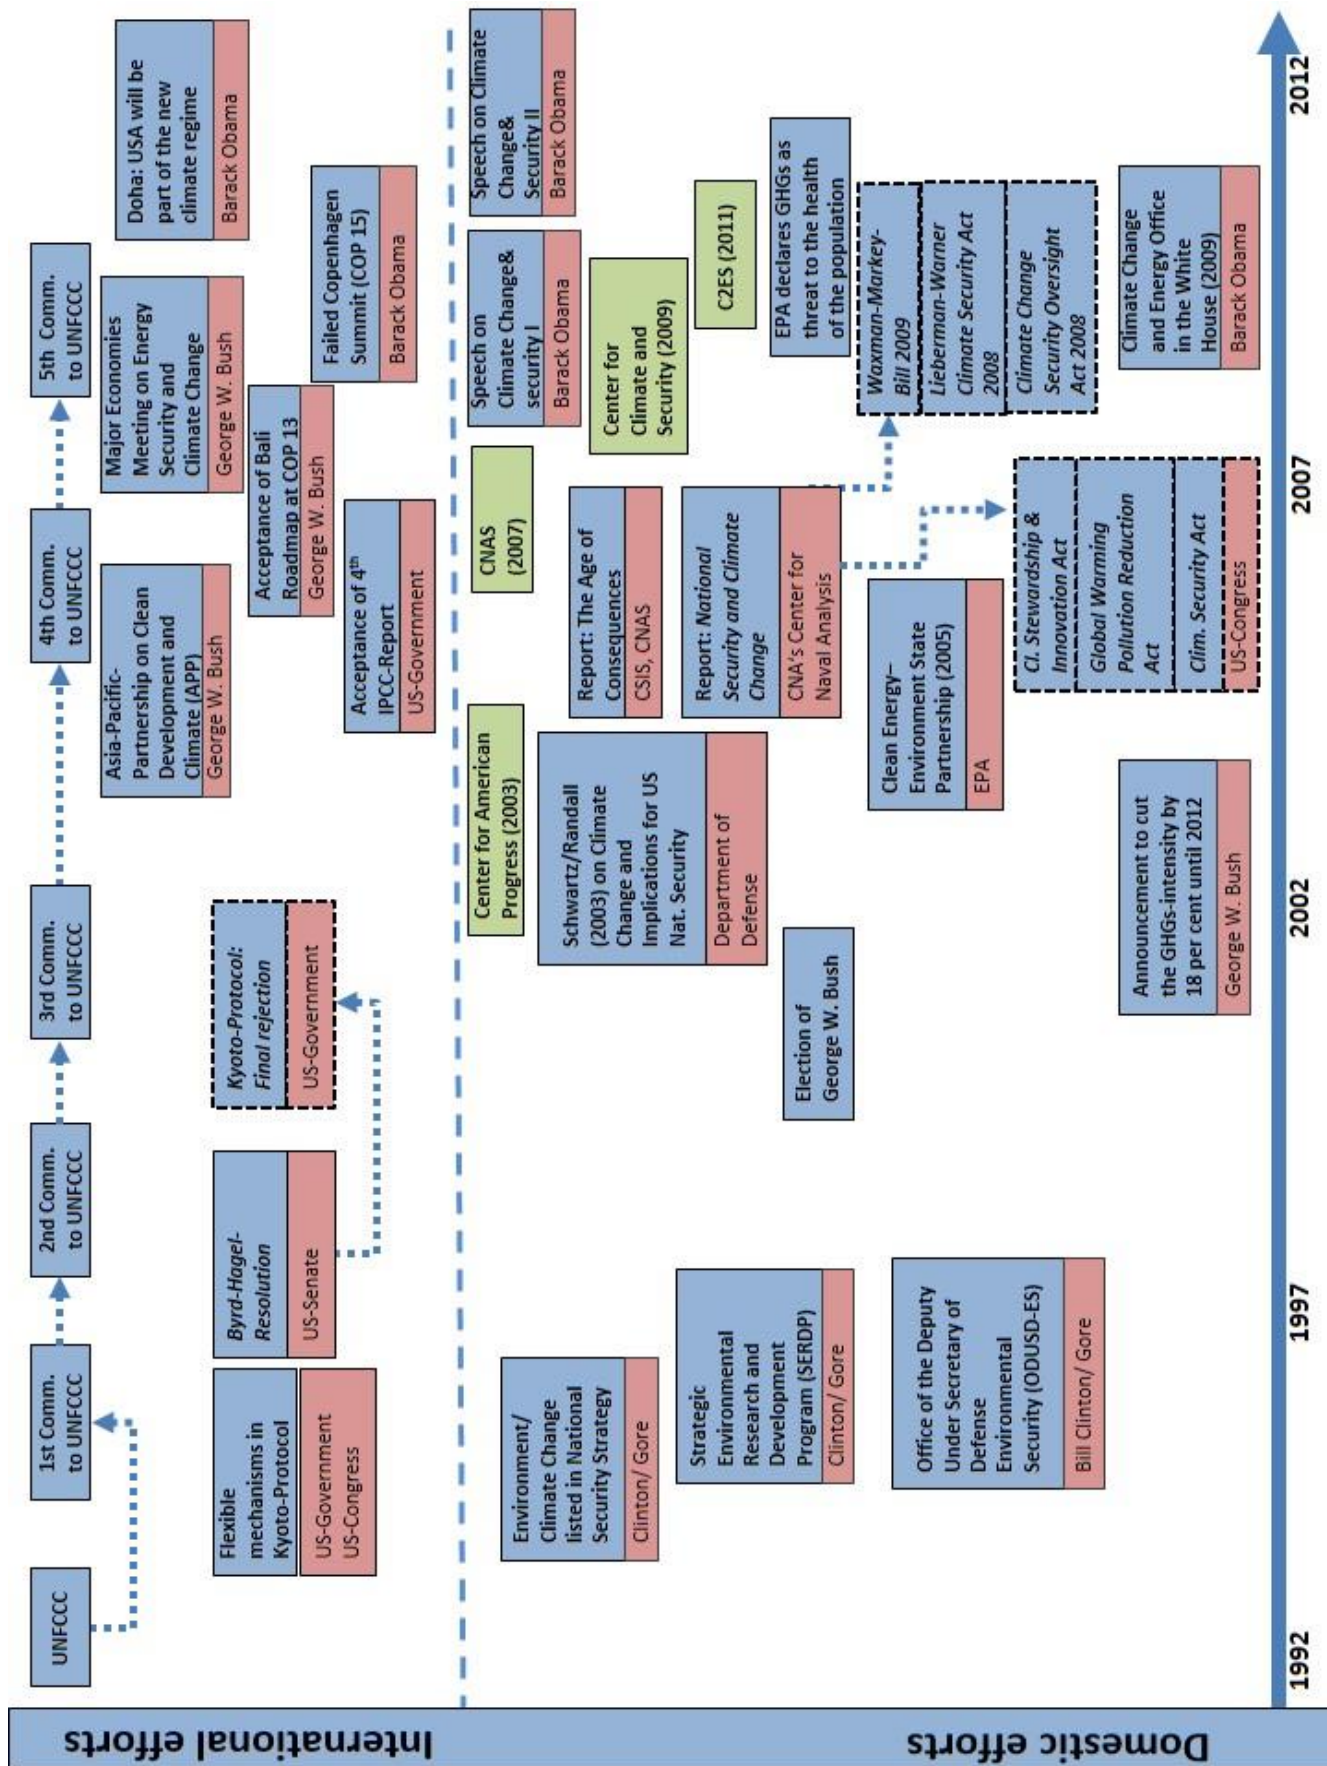 International efforts
UNFCCC
1st Comm.
to UNFCCC
2nd Comm.
to UNFCCC
3rd Comm.
to UNFCCC
4th Comm.
to UNFCCC
5th Comm.
to UNFCCC
Flexible
mechanisms in
Kyoto-Protocol
US-Government
US-Congress
Byrd-Hagel-
Resolution
US-Senate
Kyoto-Protocol:
Final rejection
US-Government
Asia-Pacific-
Partnership on Clean
Development and
Climate (APP)
George W. Bush
Major Economies
Meeting on Energy
Security and
Climate Change
George W. Bush
Doha: USA will be
part of the new
climate regime
Barack Obama
Acceptance of Bali
Roadmap at COP 13
George W. Bush
Failed Copenhagen
Summit (COP 15)
Barack Obama
Acceptance of 4th
IPCC-Report
US-Government
Domestic efforts
Environment/
Climate Change
listed in National
Security Strategy
Clinton/ Gore
Strategic
Environmental
Research and
Development
Program (SERDP)
Clinton/ Gore
Office of the Deputy
Under Secretary of
Defense
Environmental
Security (ODUSD-ES)
Bill Clinton/ Gore
Election of
George W. Bush
Center for American
Progress (2003)
Schwartz/Randall
(2003) on Climate
Change and
Implications for US
Nat. Security
Department of
Defense
Announcement to cut
the GHGs-intensity by
18 per cent until 2012
George W. Bush
Clean Energy–
Environment State
Partnership (2005)
EPA
CNAS
(2007)
Report: The Age of
Consequences
CSIS, CNAS
Report: National
Security and Climate
Change
CNA's Center for
Naval Analysis
Cl. Stewardship &
Innovation Act
Global Warming
Pollution Reduction
Act
Clim. Security Act
US-Congress
Speech on
Climate Change&
security I
Barack Obama
Speech on Climate
Change&
Security II
Barack Obama
Center for
Climate and
Security (2009)
C2ES (2011)
EPA declares GHGs as
threat to the health
of the population
Waxman-Markey-
Bill 2009
Lieberman-Warner
Climate Security Act
2008
Climate Change
Security Oversight
Act 2008
Climate Change
and Energy Office
in the White
House (2009)
Barack Obama
1992
1997
2002
2007
2012